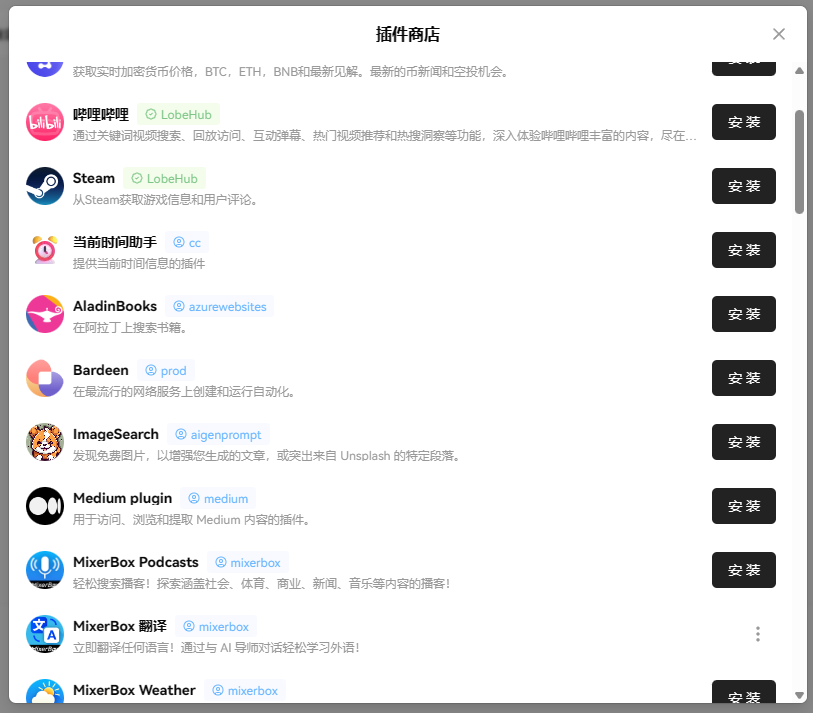 插件商店
获取实时加密货币价格，BTC，ETH，BNB和最新见解。最新的币新闻和空投机会。
安装
哔哩哔哩 LobeHub
通过关键词视频搜索、回放访问、互动弹幕、热门视频推荐和热搜洞察等功能，深入体验哔哩哔哩丰富的内容，尽在...
安装
Steam LobeHub
从Steam获取游戏信息和用户评论。
安装
当前时间助手 cc
提供当前时间信息的插件
安装
AladinBooks azurewebsites
在阿拉丁上搜索书籍。
安装
Bardeen prod
在最流行的网络服务上创建和运行自动化。
安装
ImageSearch aigenprompt
发现免费图片，以增强您生成的文章，或突出来自 Unsplash 的特定段落。
安装
Medium plugin medium
用于访问、浏览和提取 Medium 内容的插件。
安装
MixerBox Podcasts mixerbox
轻松搜索播客！探索涵盖社会、体育、商业、新闻、音乐等内容的播客！
安装
MixerBox 翻译 mixerbox
立即翻译任何语言！通过与 AI 导师对话轻松学习外语！
MixerBox Weather mixerbox
安装